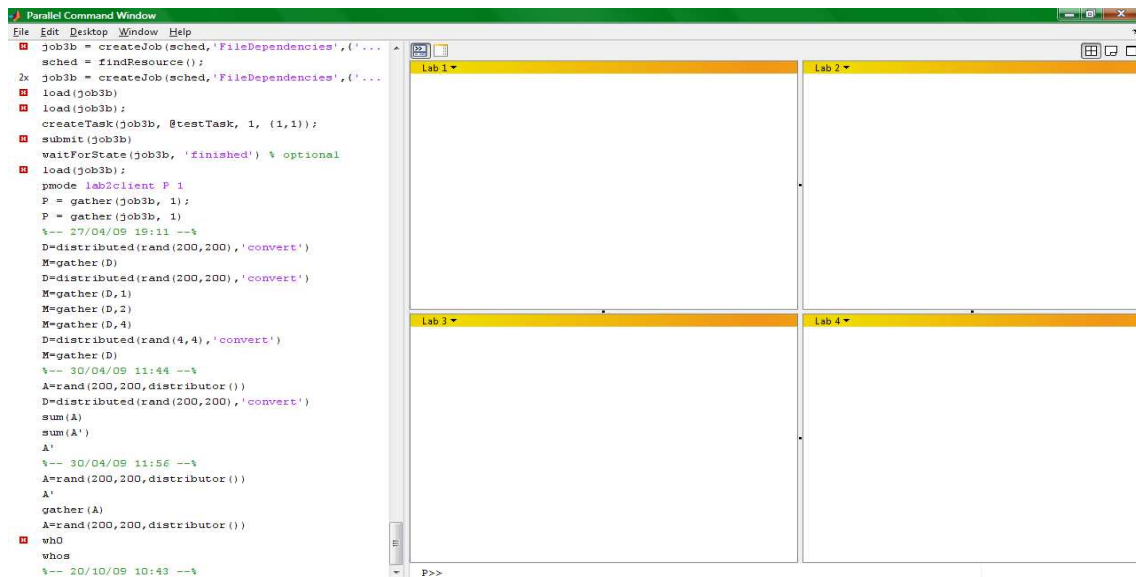 Parallel Command Window
File Edit Desktop Window Help
job3b = createJob(sched,'FileDependencies',{'...
sched = findResource();
2x job3b = createJob(sched,'FileDependencies',{'...
load(job3b)
load(job3b);
createTask(job3b, @testTask, 1, {1,1});
submit(job3b)
waitForState(job3b, 'finished') % optional
load(job3b);
pmode lab2client P 1
P = gather(job3b, 1);
P = gather(job3b, 1)
%-- 27/04/09 19:11 --%
D=distributed(rand(200,200),'convert')
M=gather(D)
D=distributed(rand(200,200),'convert')
M=gather(D,1)
M=gather(D,2)
M=gather(D,4)
D=distributed(rand(4,4),'convert')
M=gather(D)
%-- 30/04/09 11:44 --%
A=rand(200,200,distributor())
D=distributed(rand(200,200),'convert')
sum(A)
sum(A')
A'
%-- 30/04/09 11:56 --%
A=rand(200,200,distributor())
A'
gather(A)
A=rand(200,200,distributor())
whO
whos
%-- 20/10/09 10:43 --%
Lab 1
Lab 2
Lab 3
Lab 4
P>>